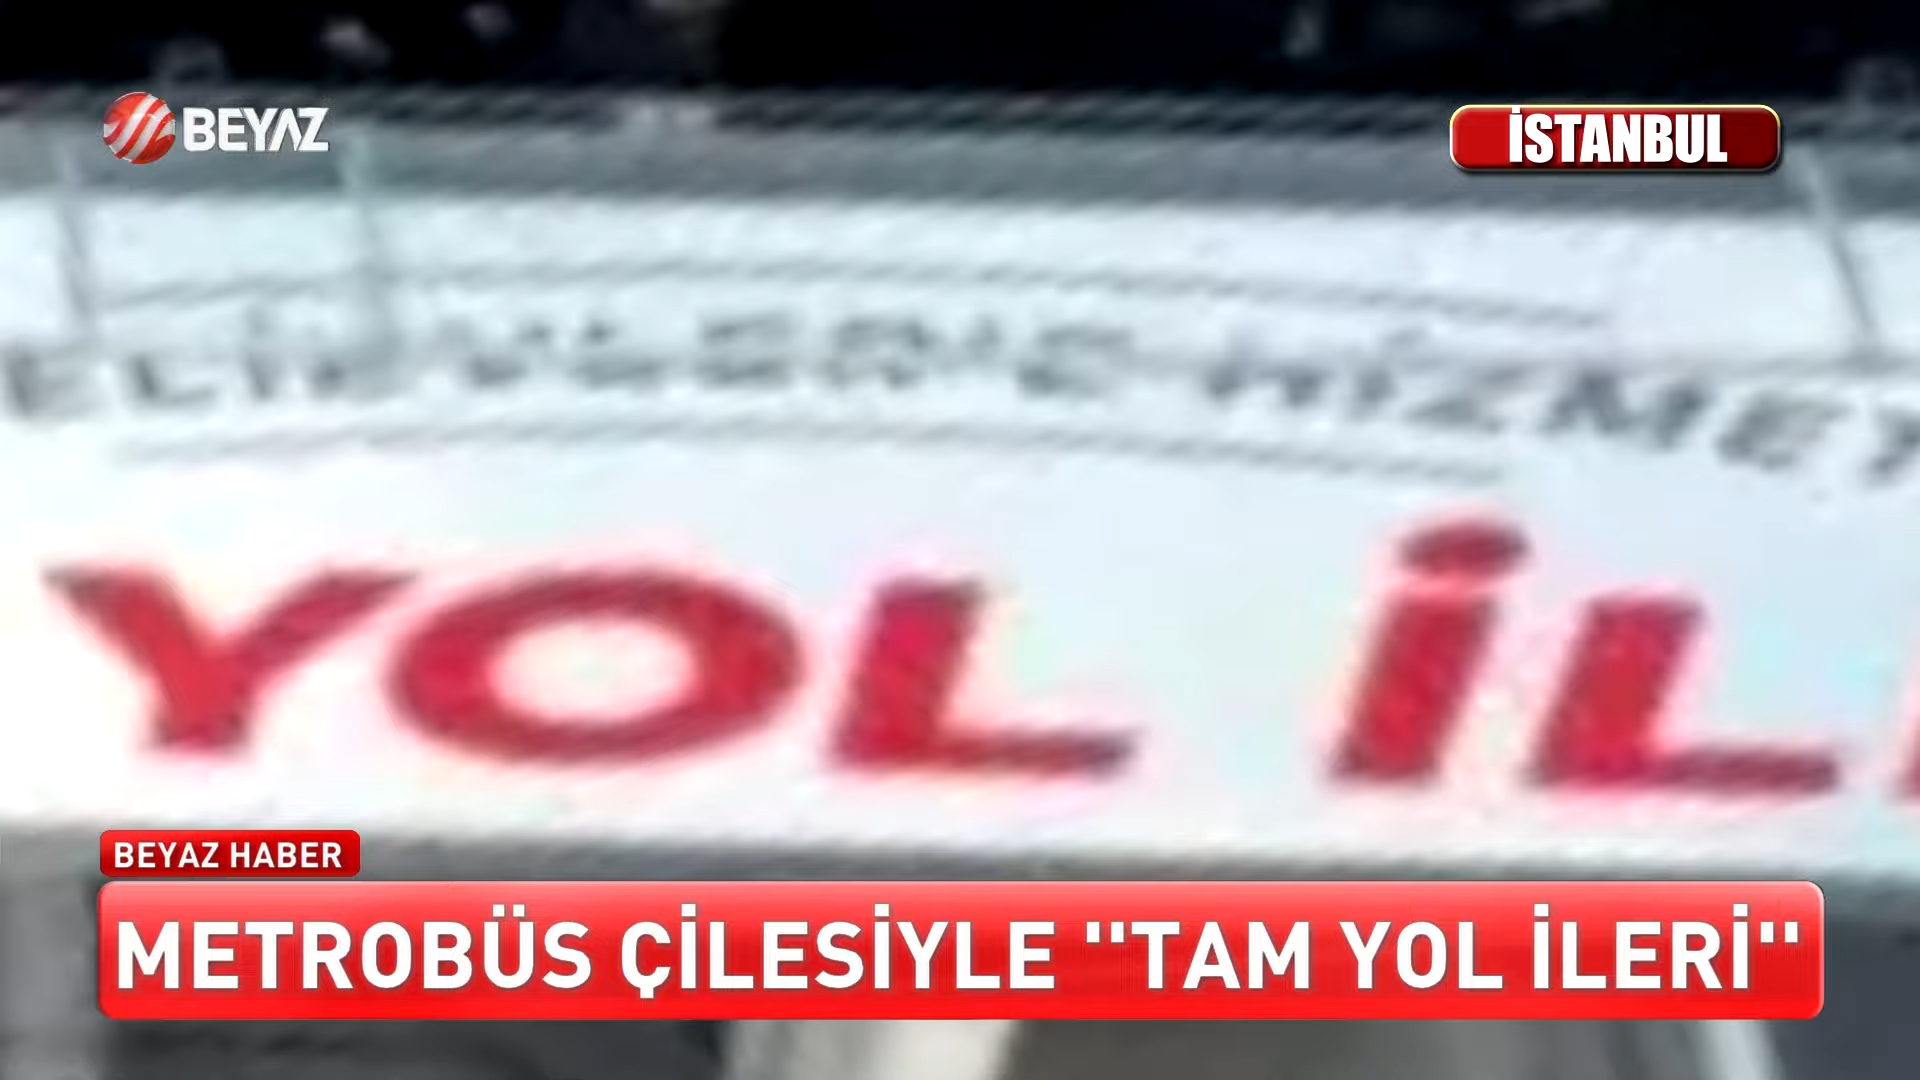 BEYAZ
İSTANBUL
YOL İL
BEYAZ HABER
METROBÜS ÇİLESİYLE "TAM YOL İLERİ"